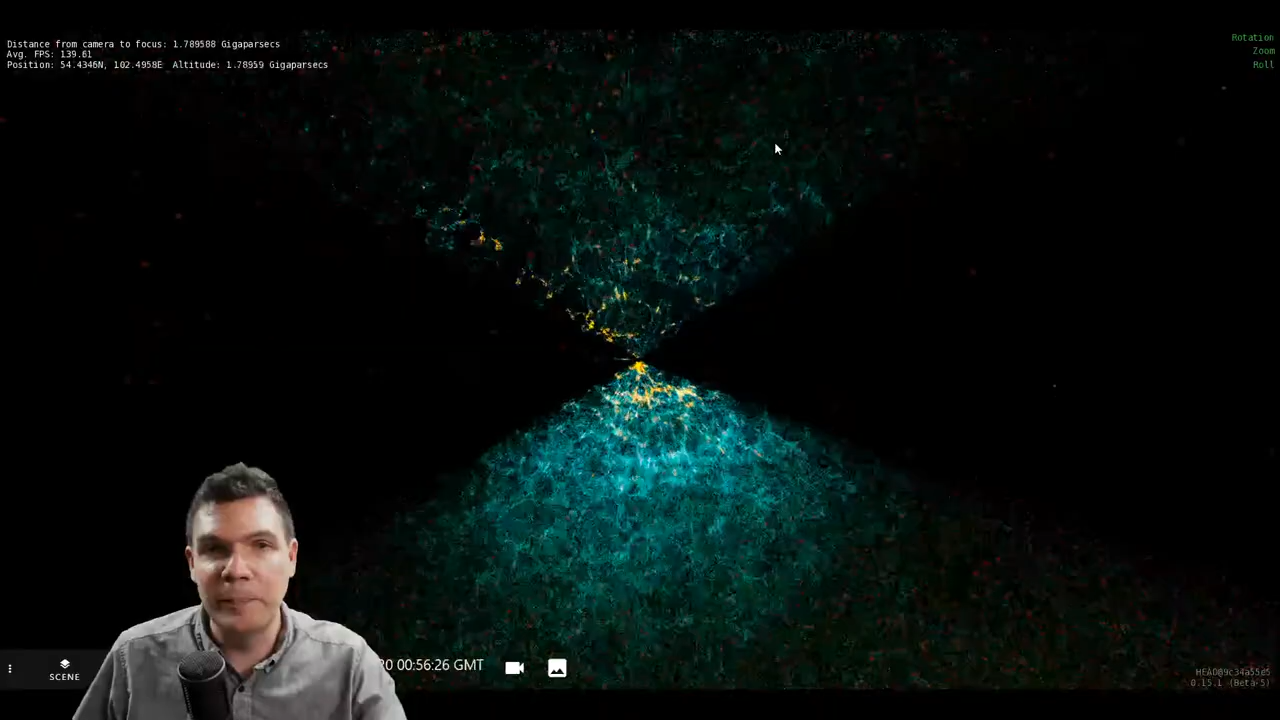 Distance from camera to focus: 1.789588 Gigaparsecs
Avg. FPS: 139.61
Position: 54.4346N, 102.4958E Altitude: 1.78959 Gigaparsecs
Rotation
Zoom
Roll
00:56:26 GMT
SCENE
0.15.1 (Beta-5)